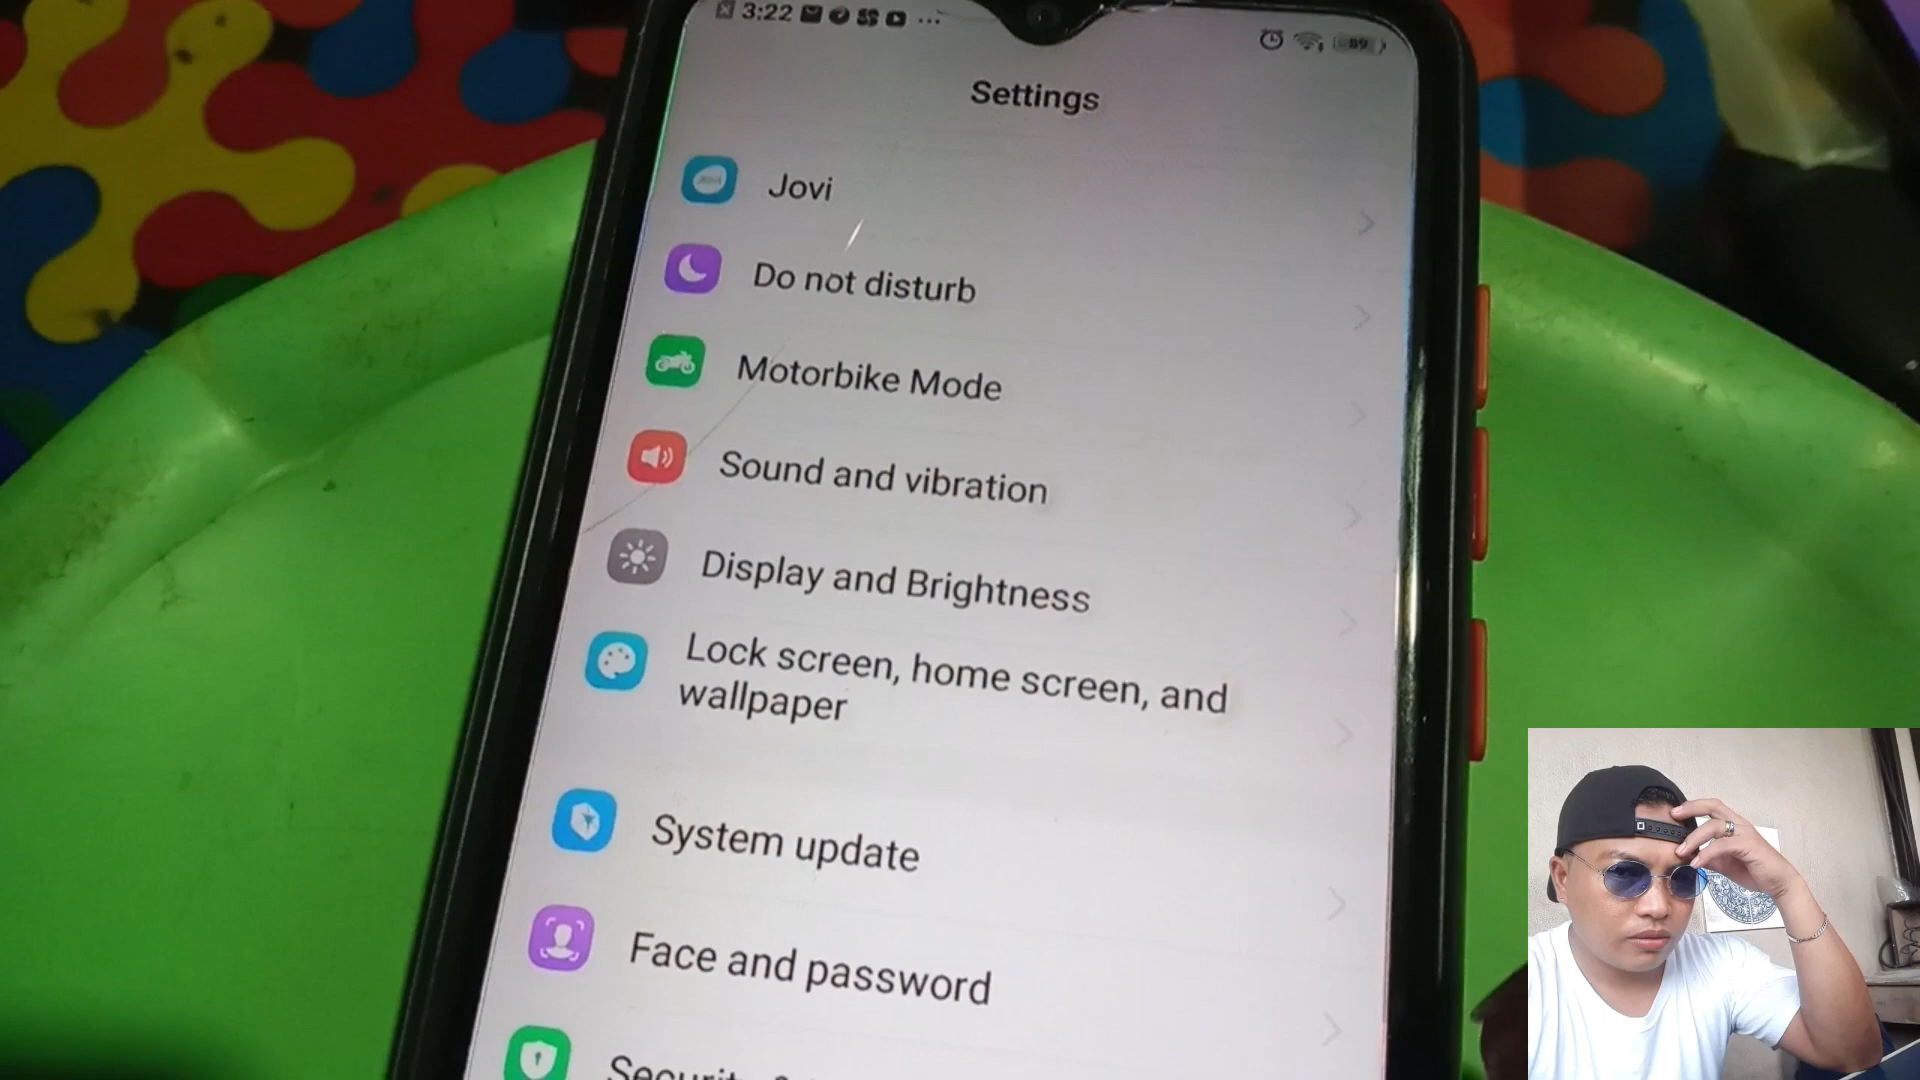 3:22
89
Settings
Jovi
Do not disturb
Motorbike Mode
Sound and vibration
Display and Brightness
Lock screen, home screen, and
wallpaper
System update
Face and password